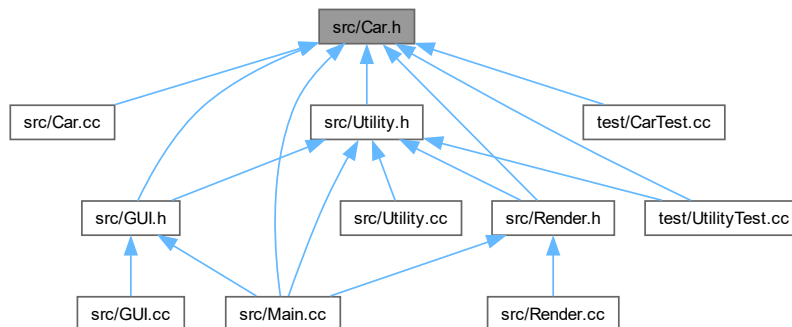 src/Car.h
src/Car.cc
src/Utility.h
test/CarTest.cc
src/GUI.h
src/Utility.cc
src/Render.h
test/UtilityTest.cc
src/GUI.cc
src/Main.cc
src/Render.cc